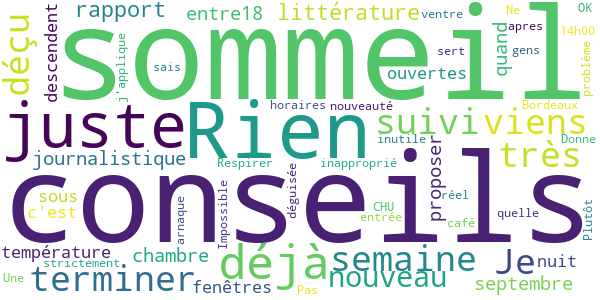 rapport entre18 littérature ventre Ne OK
déçu descendent sommeil quand apres 14h00
j'applique sais ouvertes sert gens problème
horaires nouveauté Bordeaux
juste Rien suivi viens
journalistique Respirer inutile inapproprié très Donne
conseils proposer
sous c'est arnaque Impossible déguisée CHU entrée réel café quelle Plutôt
température chambre déjà semaine Je nuit
Une strictement terminer fenêtres Pas nouveau septembre